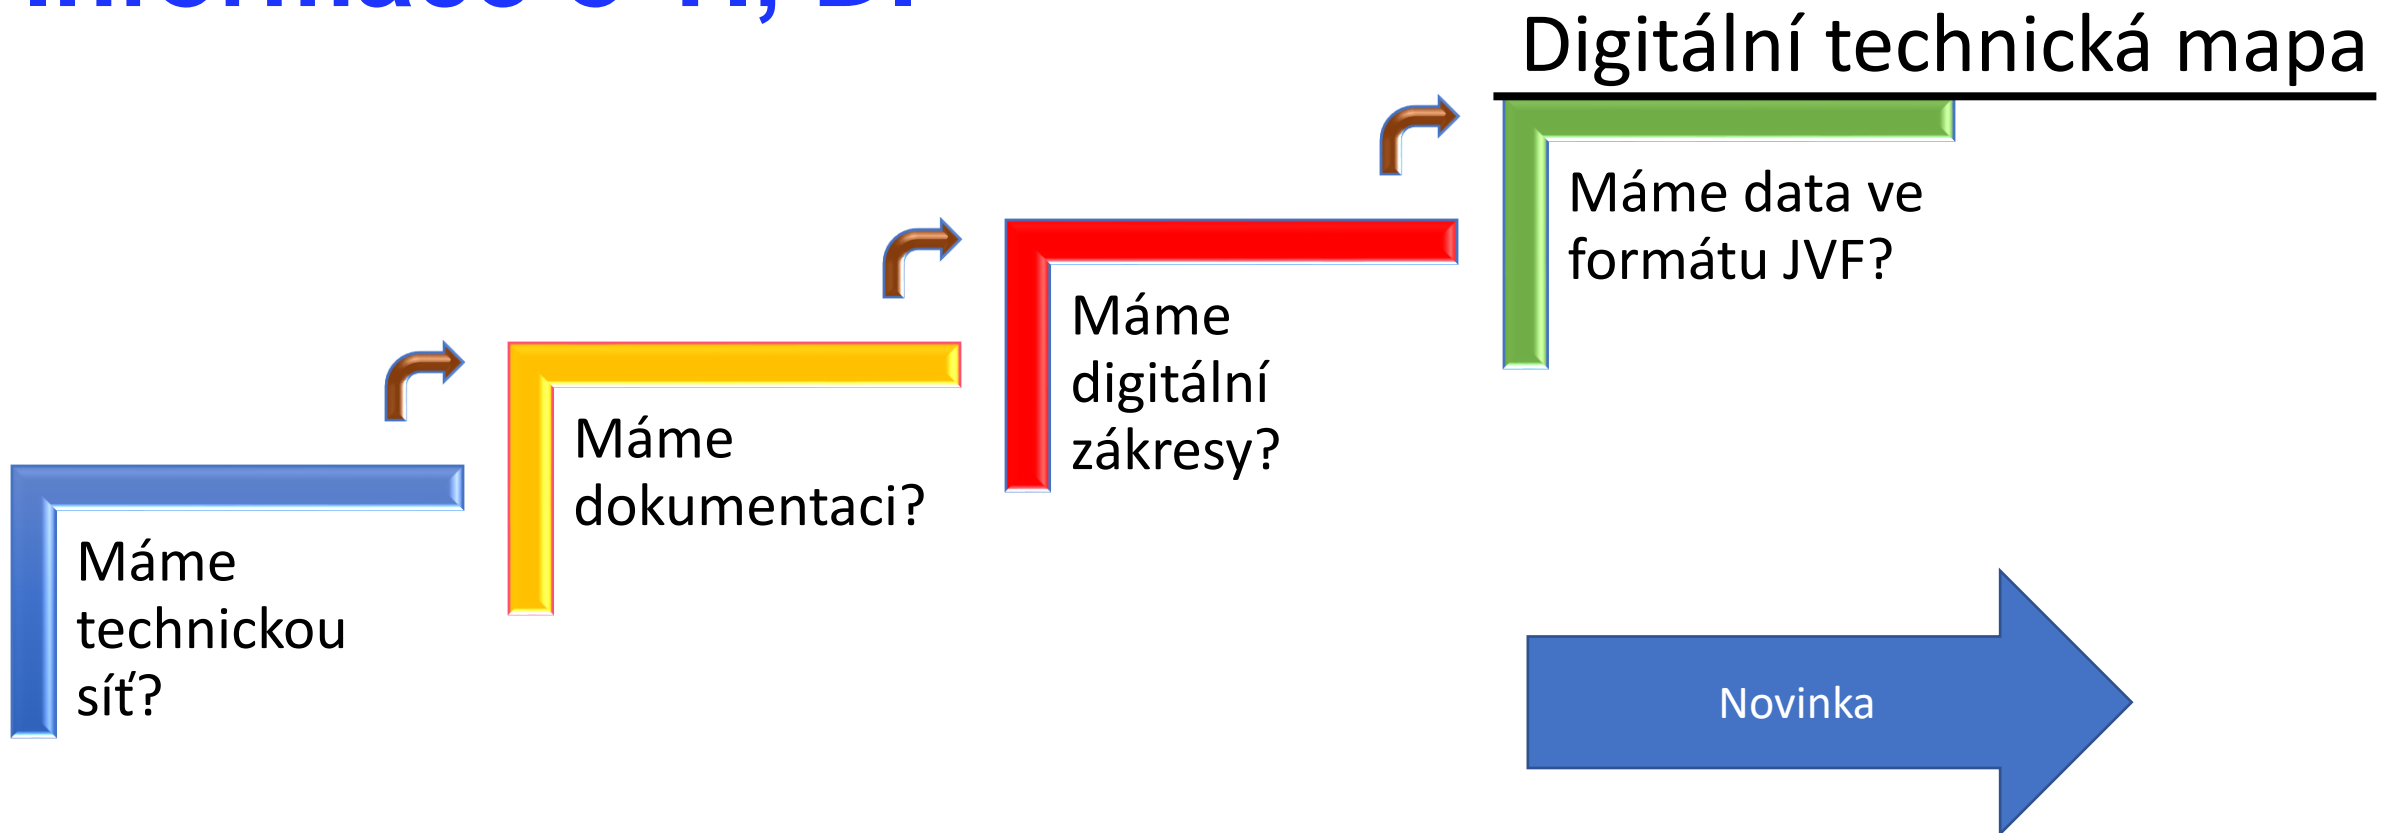 Digitální technická mapa
Máme data ve
formátu JVF?
Máme
digitální
zákresy?
Máme
dokumentaci?
Máme
technickou
síť?
Novinka